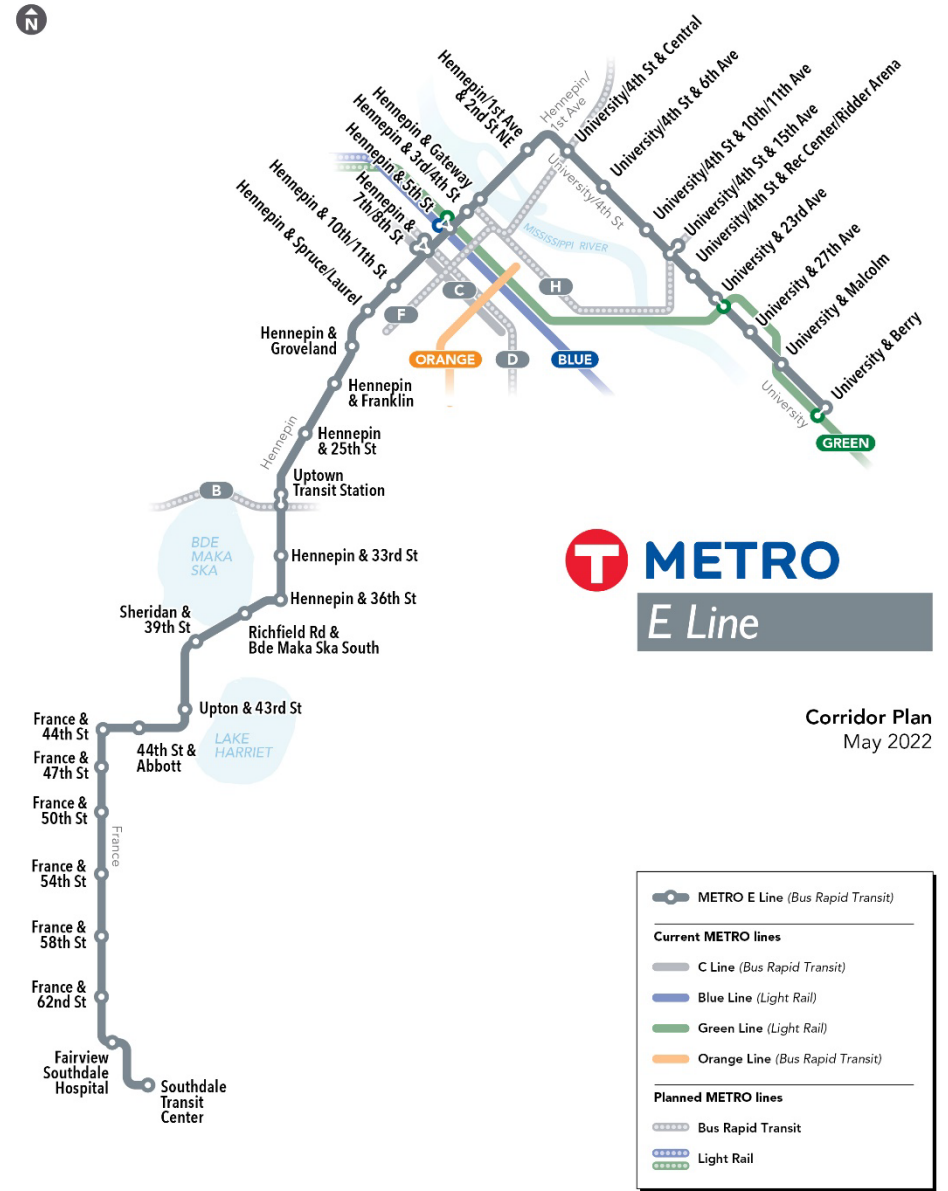 N
Hennepin/1st Ave
& 2nd St NE
Hennepin/
1st Ave
University/4th St & Central
University/4th St & 6th Ave
University/4th St & 10th/11th Ave
University/4th St & 15th Ave
University/4th St & Rec Center/Ridder Arena
University & 23rd Ave
University & 27th Ave
University & Malcolm
University & Berry
University/4th St
MISSISSIPPI RIVER
University
Hennepin & Gateway
Hennepin & 3rd/4th St
Hennepin & 5th St
Hennepin &
7th/8th St
Hennepin & 10th/11th St
Hennepin & Spruce/Laurel
Hennepin &
Groveland
Hennepin
& Franklin
Hennepin
& 25th St
Hennepin
F
C
H
ORANGE
D
BLUE
GREEN
Uptown
Transit Station
B
BDE
MAKA
SKA
Hennepin & 33rd St
Hennepin & 36th St
Sheridan &
39th St
Richfield Rd &
Bde Maka Ska South
Upton & 43rd St
LAKE
HARRIET
France &
44th St
44th St &
Abbott
France &
47th St
France &
50th St
France
France &
54th St
France &
58th St
France &
62nd St
Fairview
Southdale
Hospital
Southdale
Transit
Center
T METRO
E Line
Corridor Plan
May 2022
METRO E Line (Bus Rapid Transit)
Current METRO lines
C Line (Bus Rapid Transit)
Blue Line (Light Rail)
Green Line (Light Rail)
Orange Line (Bus Rapid Transit)
Planned METRO lines
Bus Rapid Transit
Light Rail